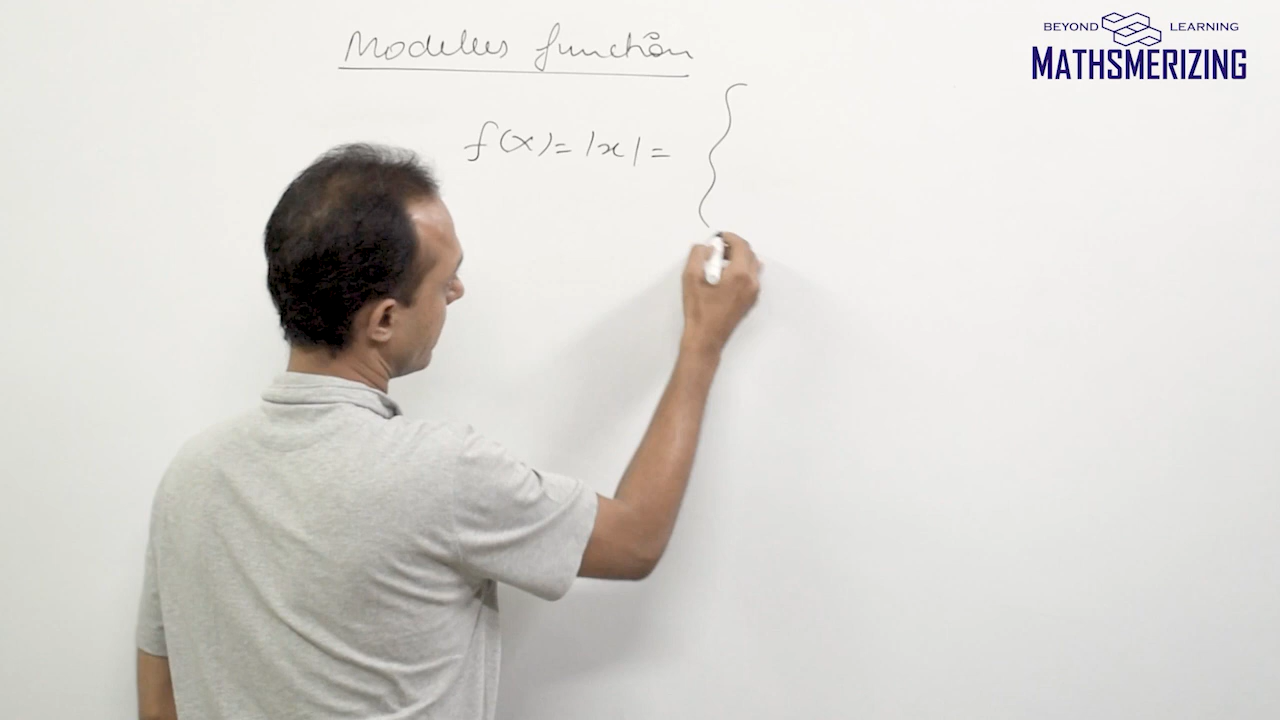 Modulus function
f(x) = |x| = {
BEYOND LEARNING
MATHSMERIZING